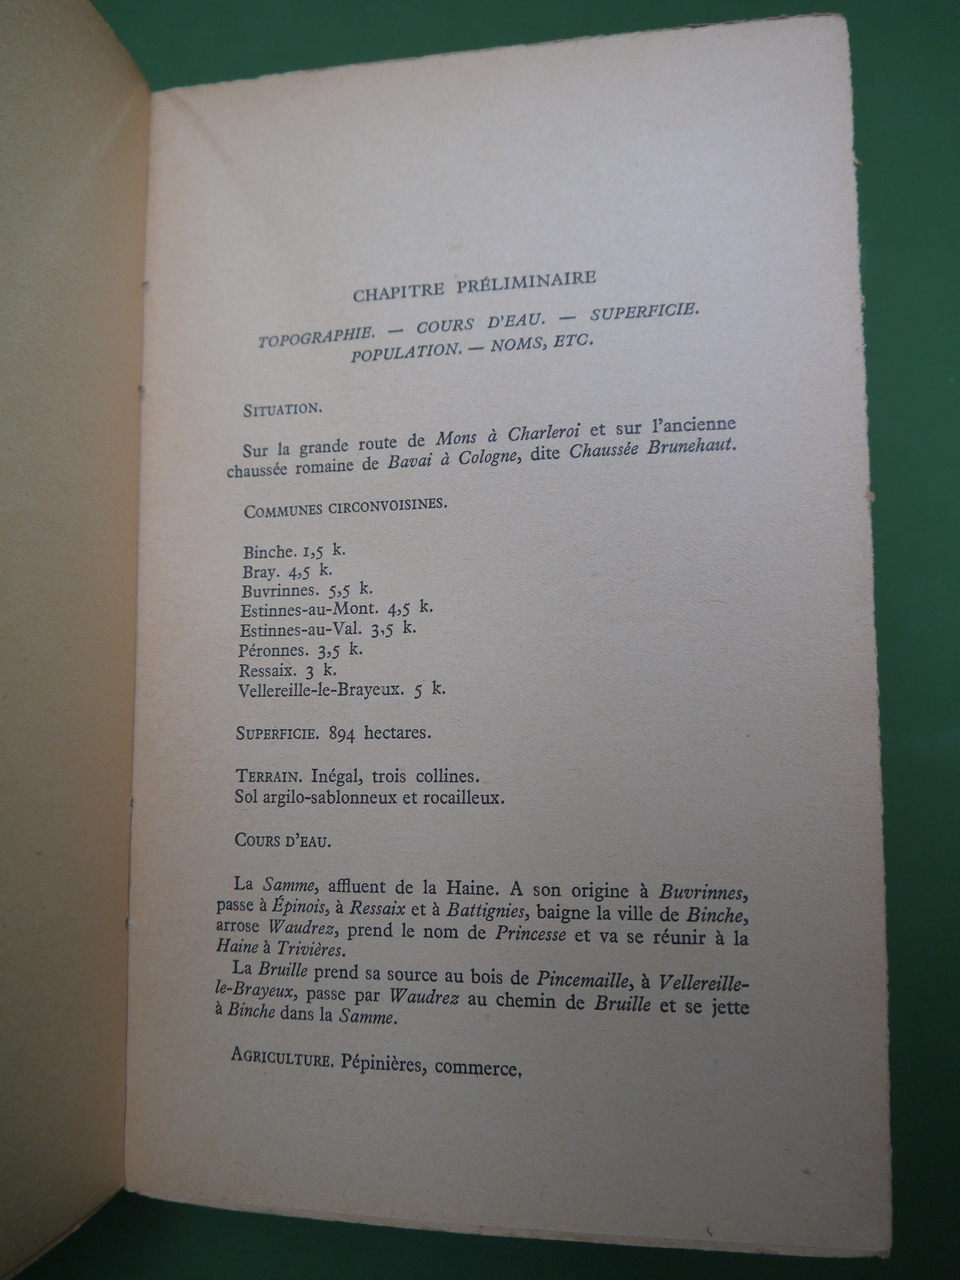 CHAPITRE PRÉLIMINAIRE
TOPOGRAPHIE. — COURS D'EAU. — SUPERFICIE.
POPULATION. — NOMS, ETC.
SITUATION.
Sur la grande route de Mons à Charleroi et sur l'ancienne
chaussée romaine de Bavai à Cologne, dite Chaussée Brunehaut.
COMMUNES CIRCONVOISINES.
Binche. 1,5 k.
Bray. 4,5 k.
Buvrinnes. 5,5 k.
Estinnes-au-Mont. 4,5 k.
Estinnes-au-Val. 3,5 k.
Péronnes. 3,5 k.
Ressaix. 3 k.
Vellereille-le-Brayeux. 5 k.
SUPERFICIE. 894 hectares.
TERRAIN. Inégal, trois collines.
Sol argilo-sablonneux et rocailleux.
COURS D'EAU.
La Samme, affluent de la Haine. A son origine à Buvrinnes,
passe à Épinois, à Ressaix et à Battignies, baigne la ville de Binche,
arrose Waudrez, prend le nom de Princesse et va se réunir à la
Haine à Trivières.
La Bruille prend sa source au bois de Pincemaille, à Vellereille-
le-Brayeux, passe par Waudrez au chemin de Bruille et se jette
à Binche dans la Samme.
AGRICULTURE. Pépinières, commerce,